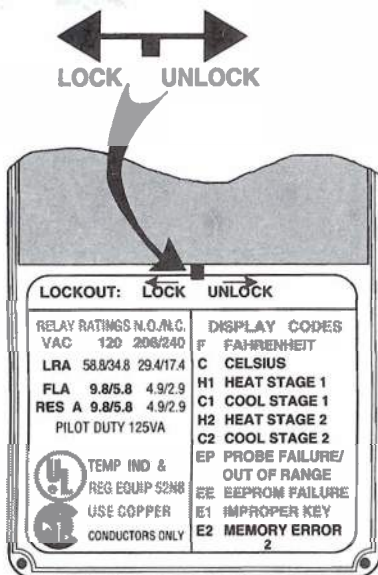 LOCK UNLOCK
LOCKOUT: LOCK UNLOCK
RELAY RATINGS N.O./N.C.
VAC 120 208/240
LRA 58.8/34.8 29.4/17.4
FLA 9.8/5.8 4.9/2.9
RES A 9.8/5.8 4.9/2.9
PILOT DUTY 125VA
UL
TEMP IND &
REG EQUIP 52N6
USE COPPER
CONDUCTORS ONLY
DISPLAY CODES
F FAHRENHEIT
C CELSIUS
H1 HEAT STAGE 1
C1 COOL STAGE 1
H2 HEAT STAGE 2
C2 COOL STAGE 2
EP PROBE FAILURE/
OUT OF RANGE
EE EEPROM FAILURE
E1 IMPROPER KEY
E2 MEMORY ERROR
2